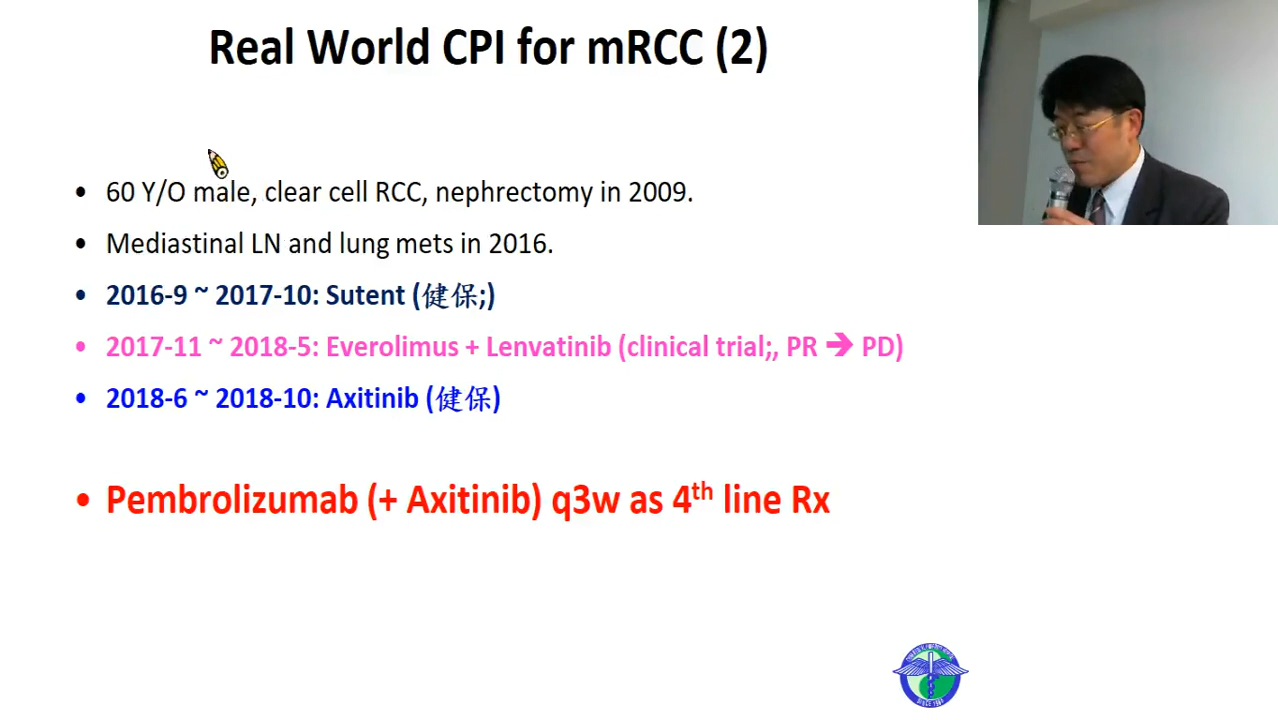 Real World CPI for mRCC (2)
• 60 Y/O male, clear cell RCC, nephrectomy in 2009.
• Mediastinal LN and lung mets in 2016.
• 2016-9 ~ 2017-10: Sutent (健保;)
• 2017-11 ~ 2018-5: Everolimus + Lenvatinib (clinical trial;, PR ➔ PD)
• 2018-6 ~ 2018-10: Axitinib (健保)
• Pembrolizumab (+ Axitinib) q3w as 4th line Rx
SINCE